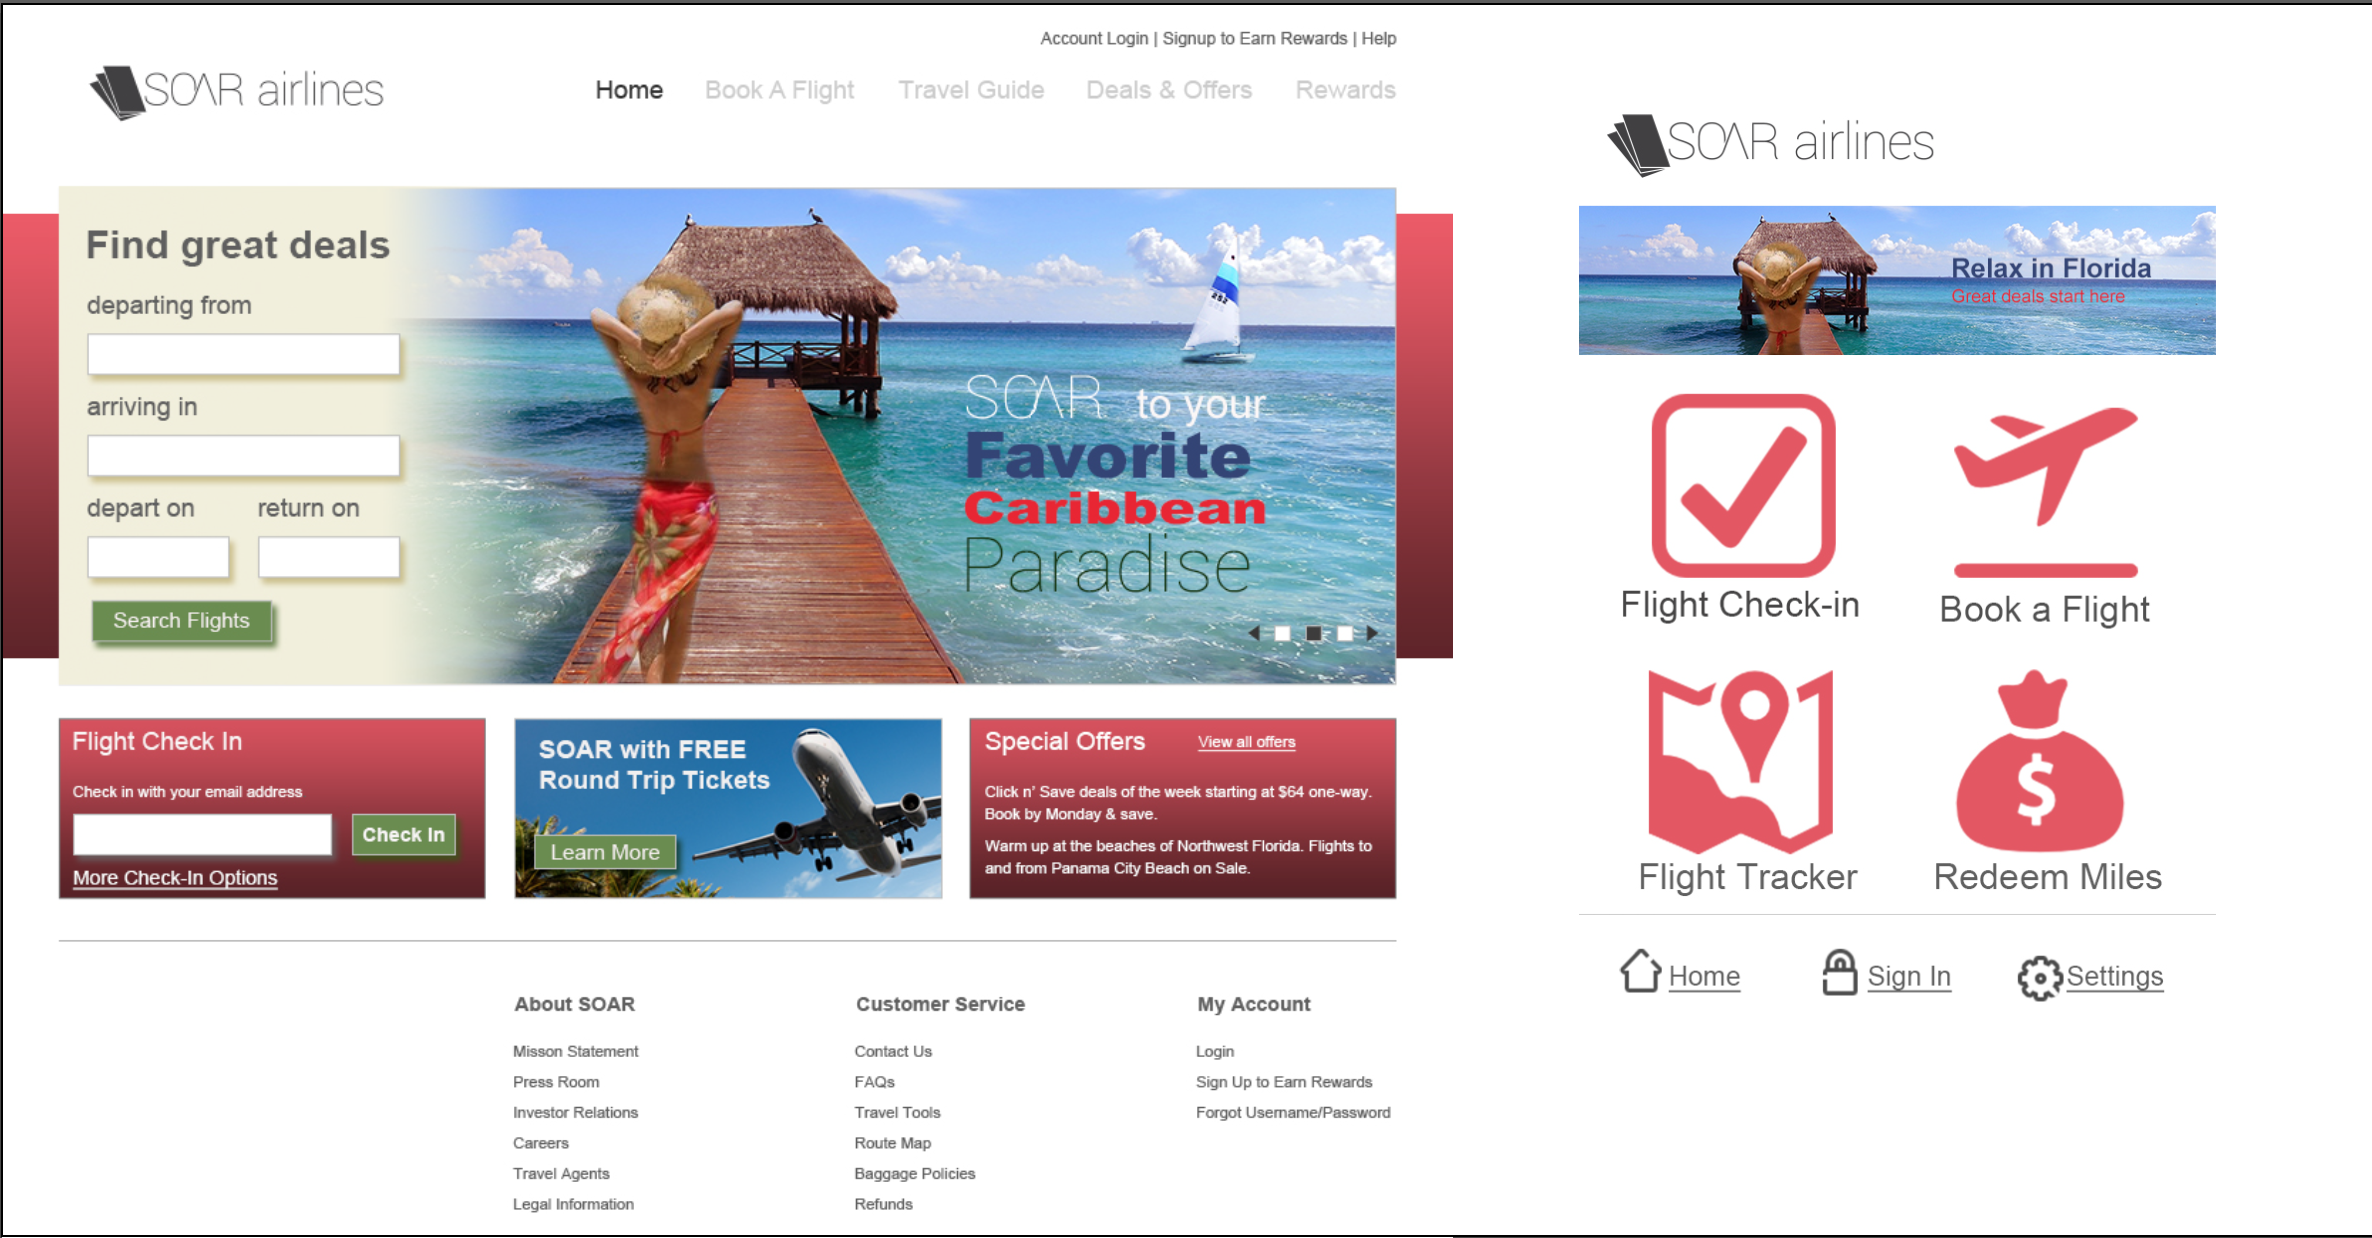 Account Login | Signup to Earn Rewards | Help
SOAR airlines
Home Book A Flight Travel Guide Deals & Offers Rewards
Find great deals
departing from
arriving in
depart on return on
Search Flights
252
SOAR to your
Favorite
Caribbean
Paradise
Flight Check In
Check in with your email address
Check In
More Check-In Options
SOAR with FREE
Round Trip Tickets
Learn More
Special Offers View all offers
Click n' Save deals of the week starting at $64 one-way.
Book by Monday & save.
Warm up at the beaches of Northwest Florida. Flights to
and from Panama City Beach on Sale.
About SOAR
Misson Statement
Press Room
Investor Relations
Careers
Travel Agents
Legal Information
Customer Service
Contact Us
FAQs
Travel Tools
Route Map
Baggage Policies
Refunds
My Account
Login
Sign Up to Earn Rewards
Forgot Username/Password
SOAR airlines
Relax in Florida
Great deals start here
Flight Check-in
Book a Flight
Flight Tracker
$
Redeem Miles
Home
Sign In
Settings